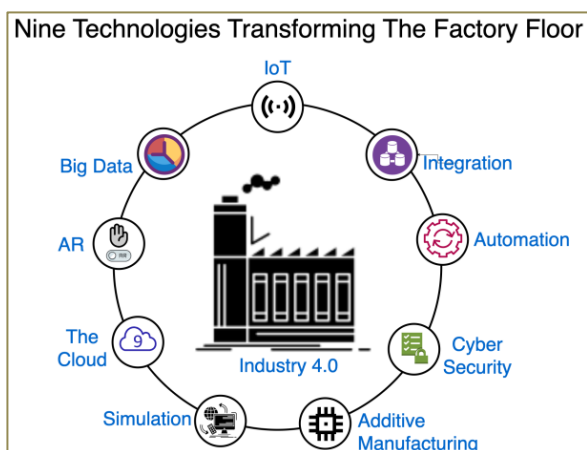 Nine Technologies Transforming The Factory Floor
IoT
Big Data
Integration
AR
Automation
The
Cloud
9
Cyber
Security
Industry 4.0
Simulation
Additive
Manufacturing